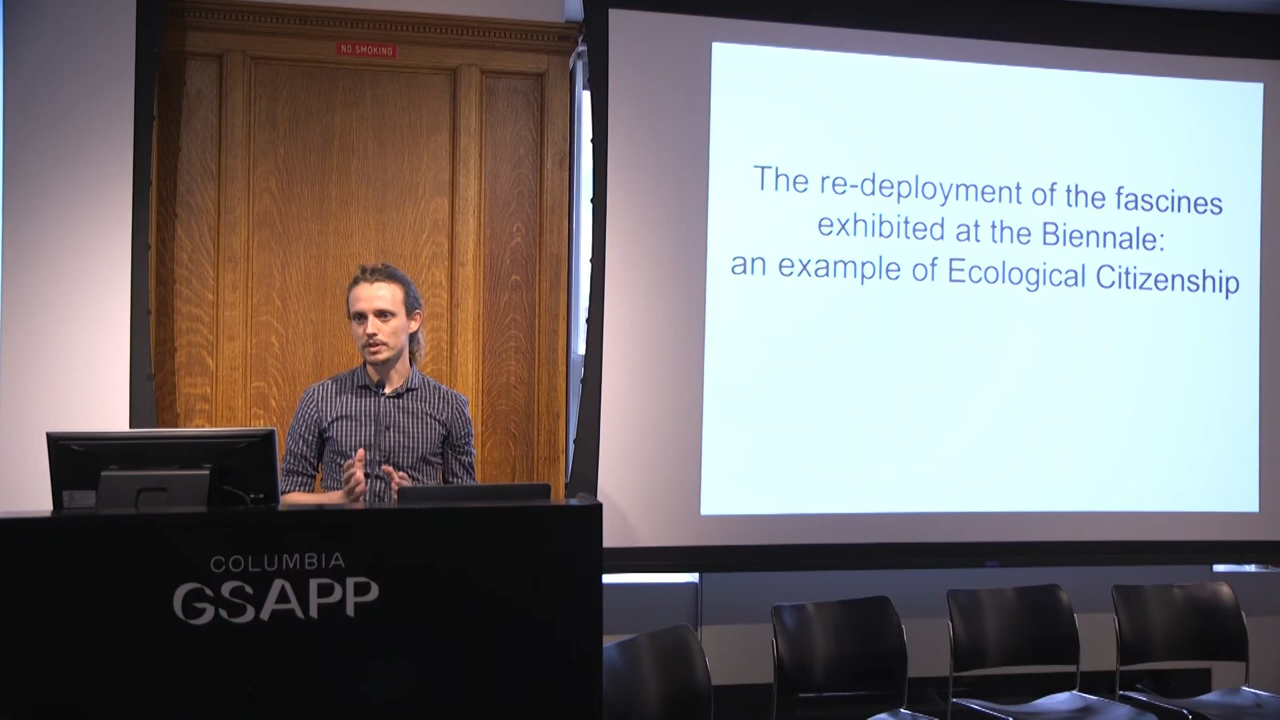 NO SMOKING
The re-deployment of the fascines
exhibited at the Biennale:
an example of Ecological Citizenship
COLUMBIA
GSAPP